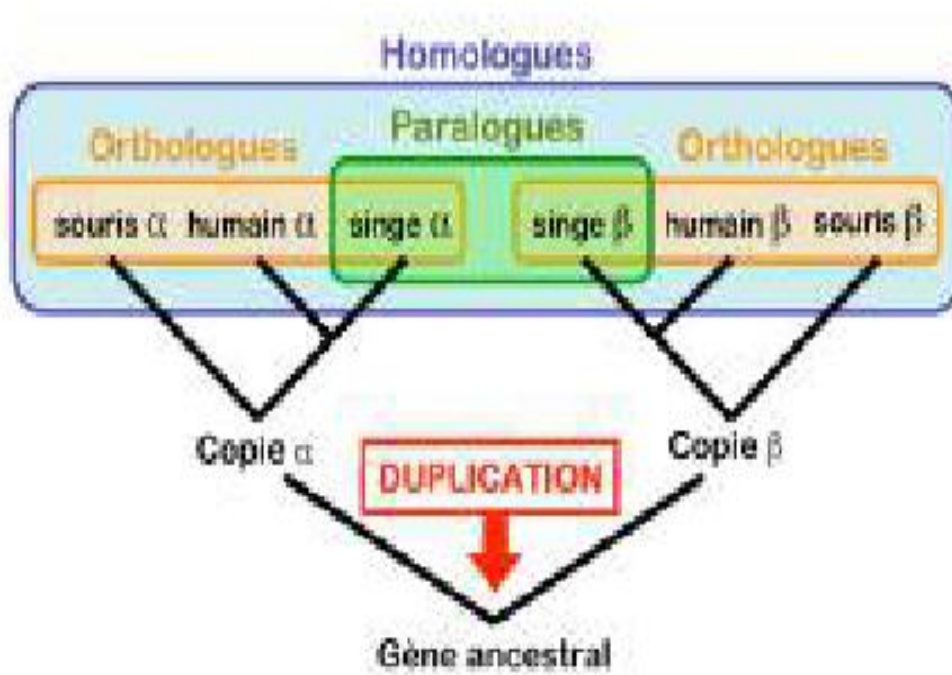 Homologues
Paralogues
Orthologues Orthologues
souris α humain α singe α singe β humain β souris β
Copie α Copie β
DUPLICATION
Gène ancestral